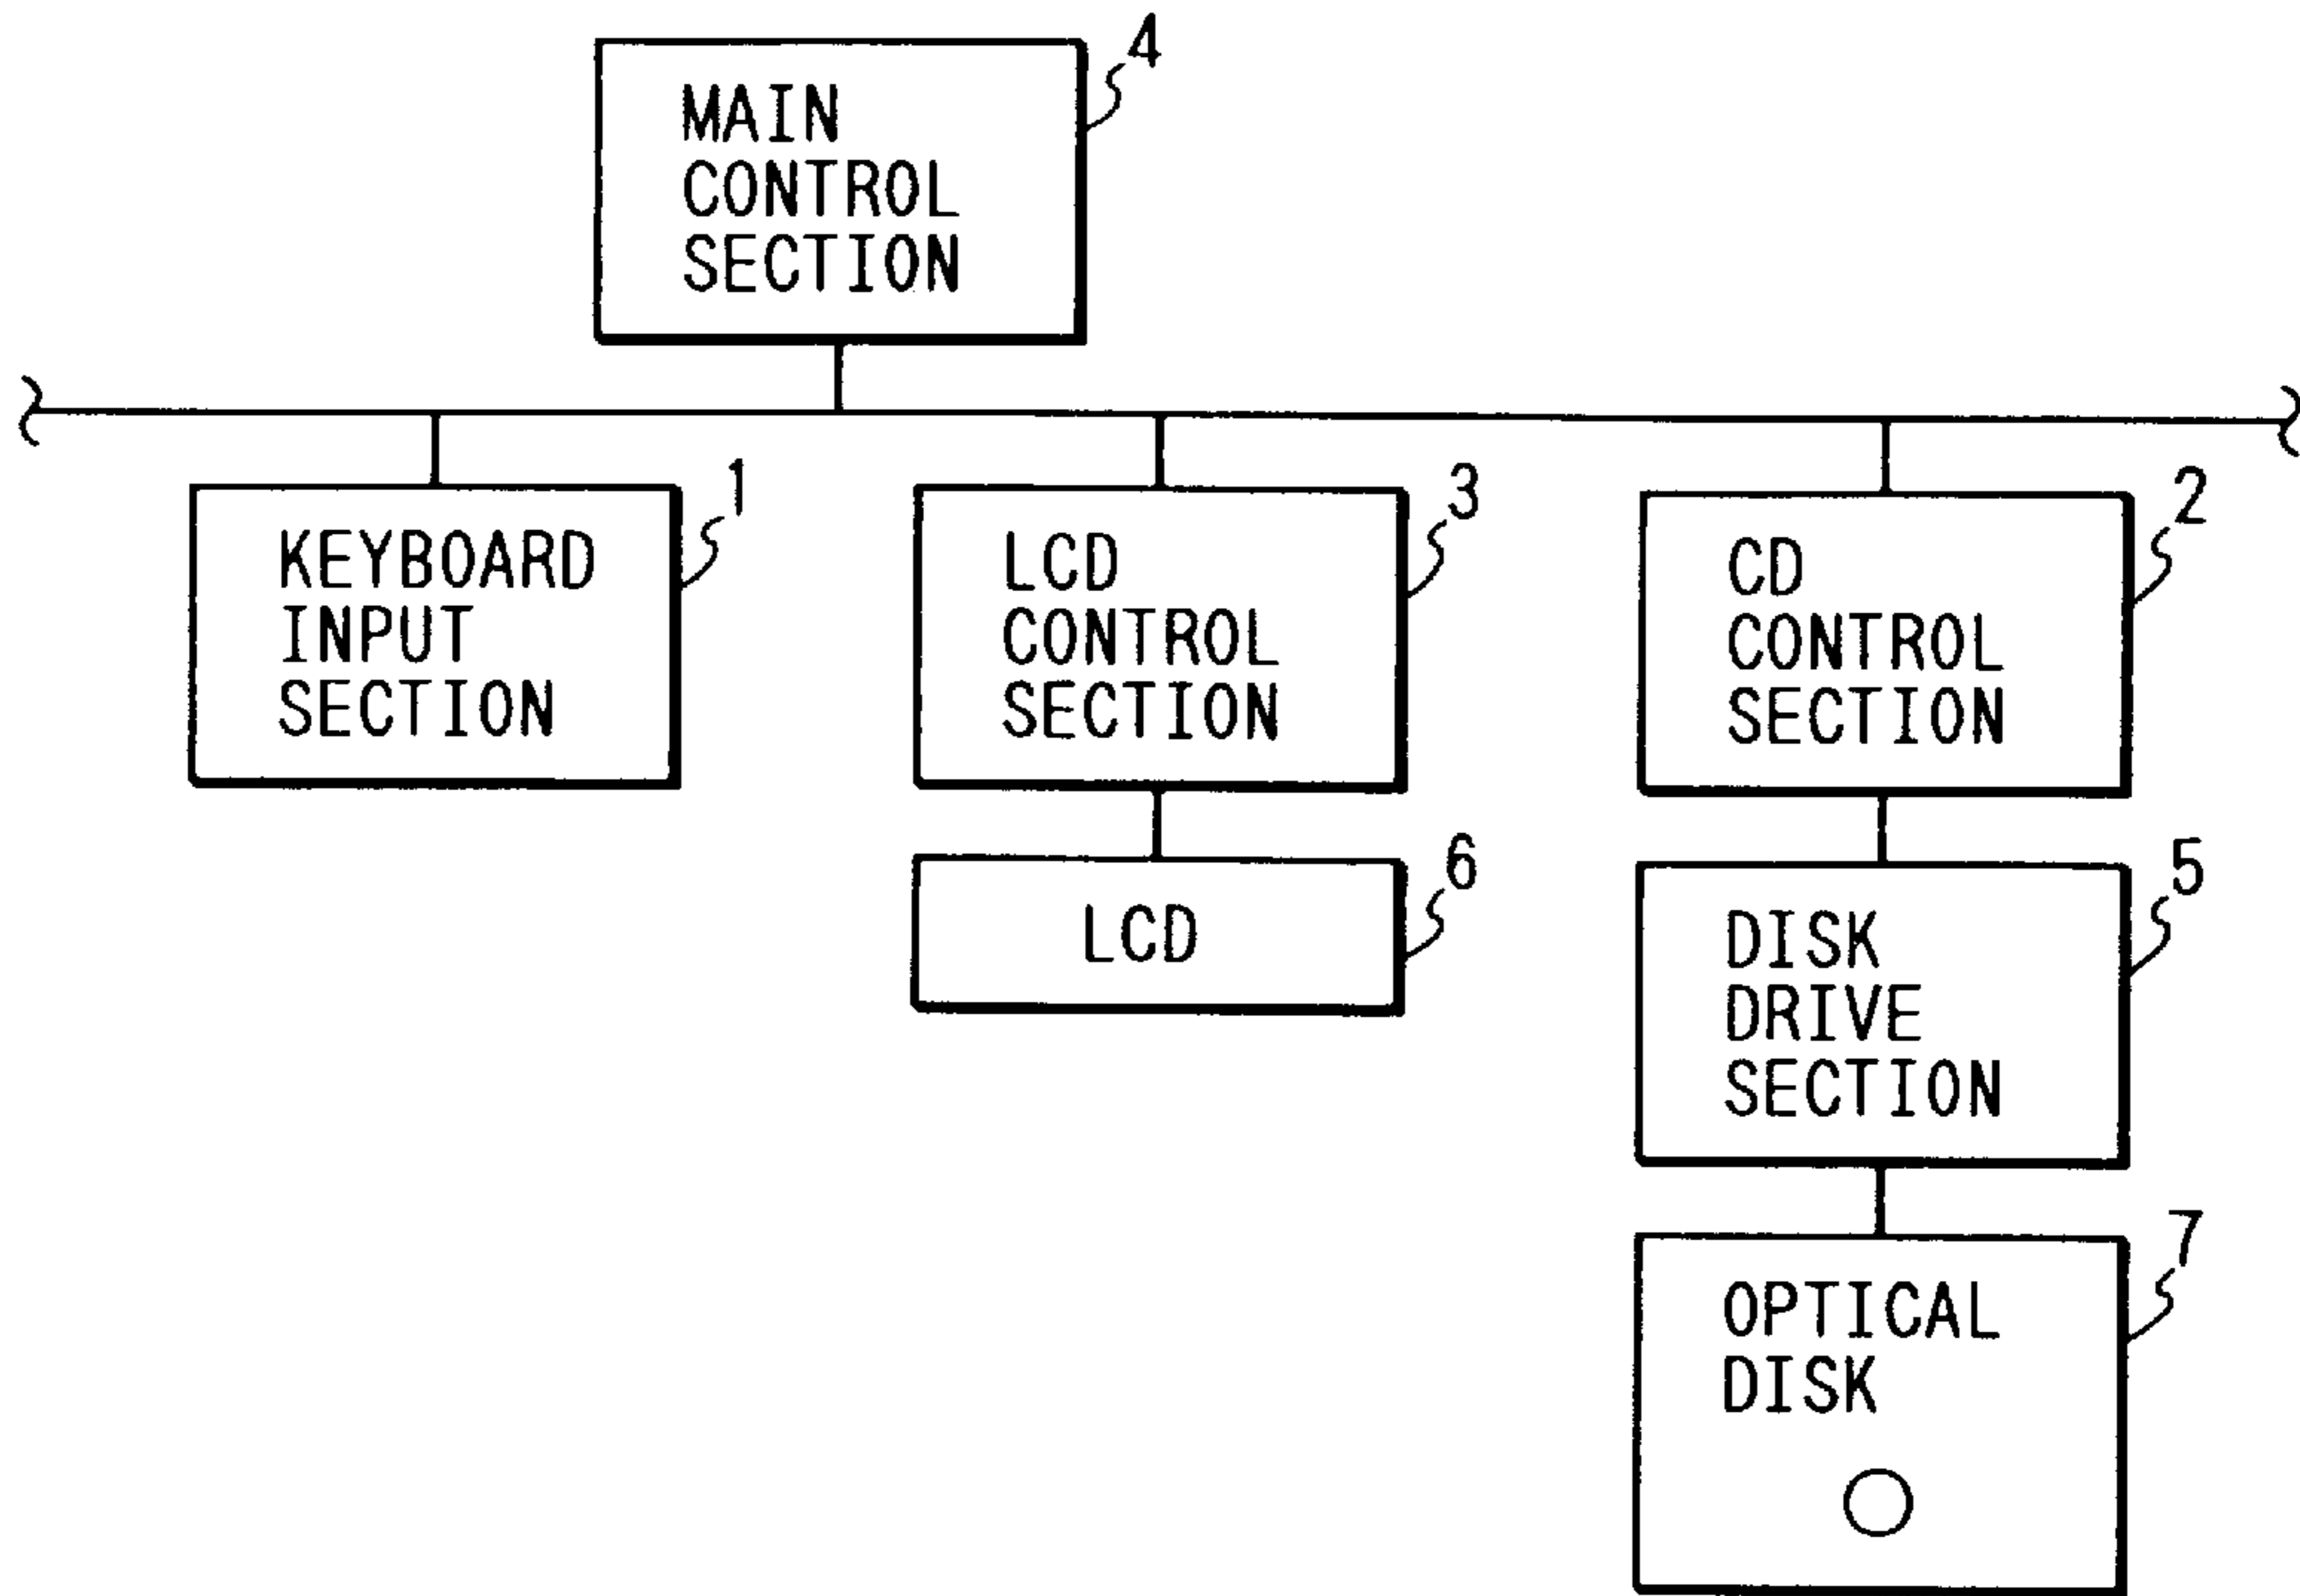 4
MAIN
CONTROL
SECTION
1
KEYBOARD
INPUT
SECTION
3
LCD
CONTROL
SECTION
2
CD
CONTROL
SECTION
6
LCD
5
DISK
DRIVE
SECTION
7
OPTICAL
DISK